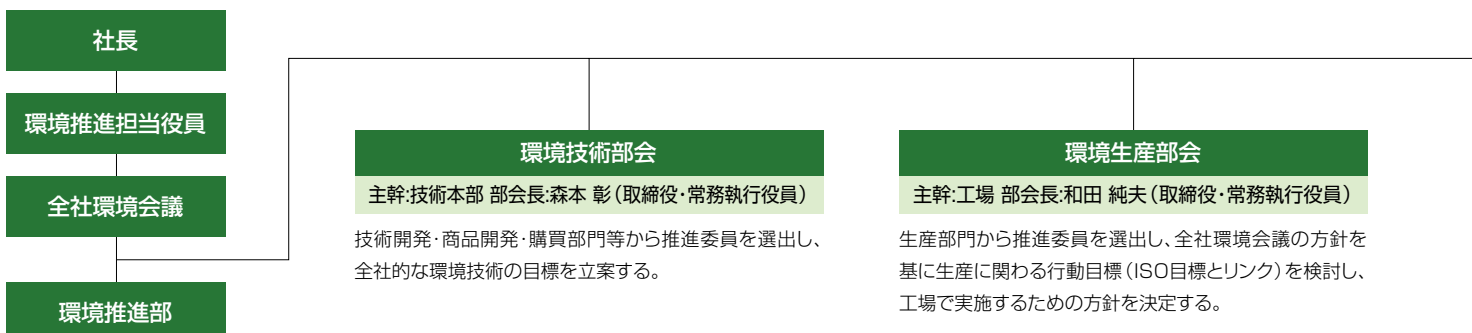 社長
環境推進担当役員
全社環境会議
環境推進部
環境技術部会
主幹:技術本部 部会長:森本 彰(取締役・常務執行役員)
技術開発・商品開発・購買部門等から推進委員を選出し、
全社的な環境技術の目標を立案する。
環境生産部会
主幹:工場 部会長:和田 純夫(取締役・常務執行役員)
生産部門から推進委員を選出し、全社環境会議の方針を
基に生産に関わる行動目標(ISO目標とリンク)を検討し、
工場で実施するための方針を決定する。